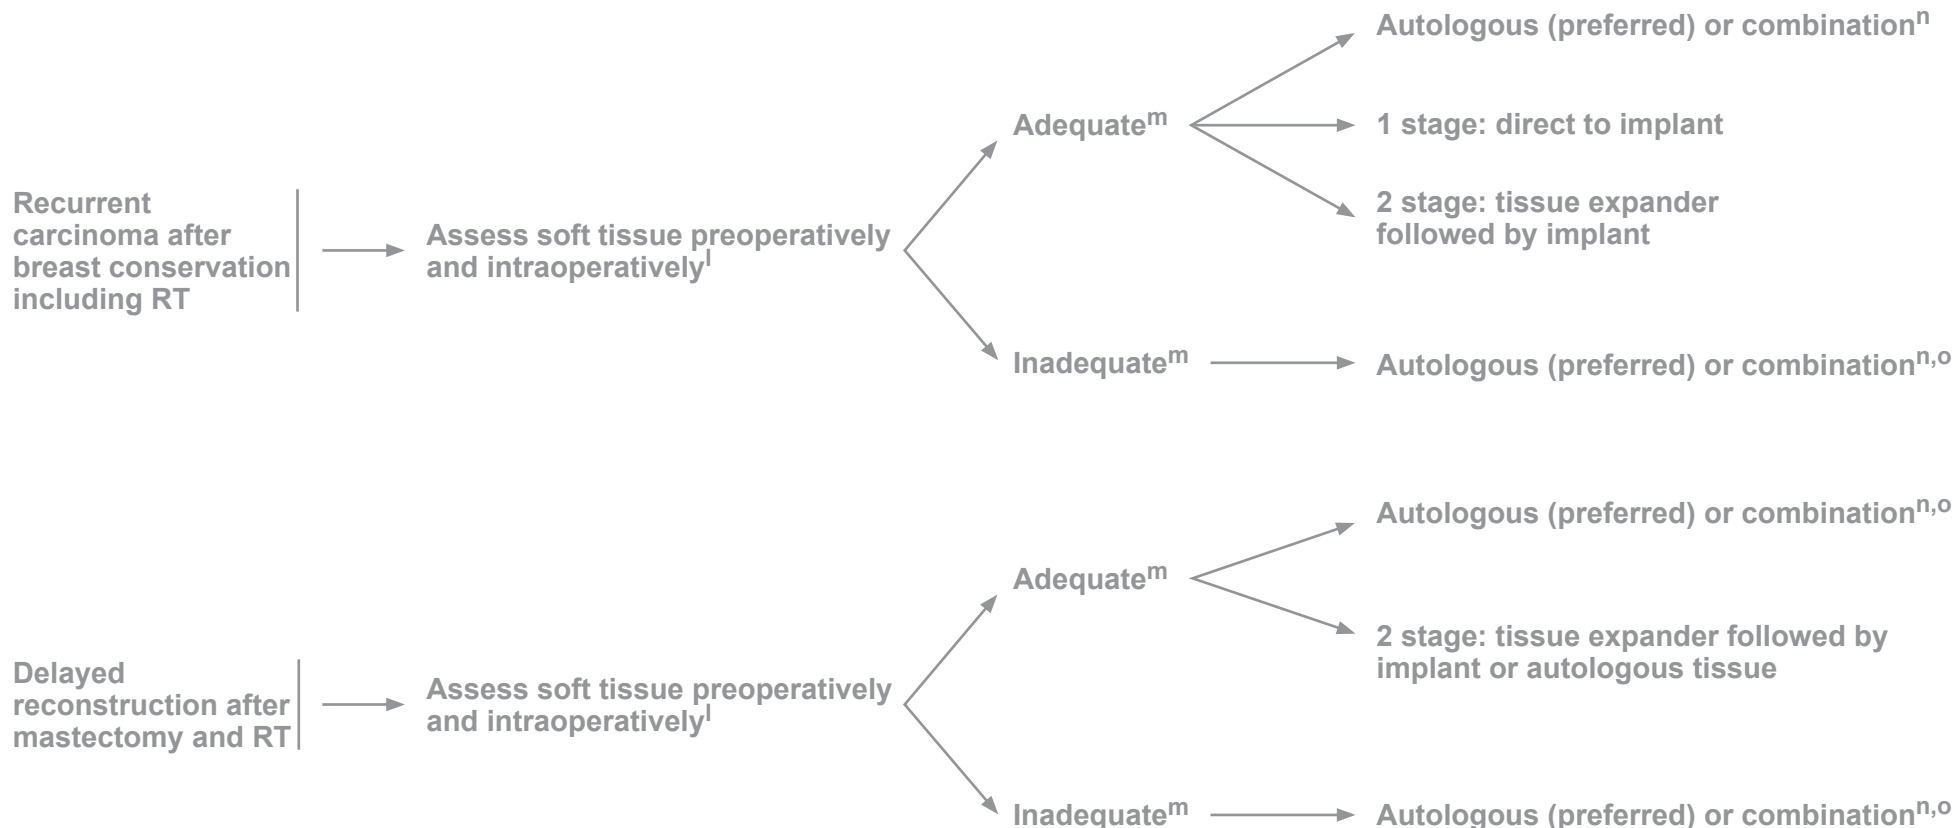 Recurrent
carcinoma after
breast conservation
including RT
Assess soft tissue preoperatively
and intraoperativelyˡ
Adequateᵐ
Autologous (preferred) or combinationⁿ
1 stage: direct to implant
2 stage: tissue expander
followed by implant
Inadequateᵐ
Autologous (preferred) or combinationⁿ,ᵒ
Delayed
reconstruction after
mastectomy and RT
Assess soft tissue preoperatively
and intraoperativelyˡ
Adequateᵐ
Autologous (preferred) or combinationⁿ,ᵒ
2 stage: tissue expander followed by
implant or autologous tissue
Inadequateᵐ
Autologous (preferred) or combinationⁿ,ᵒ